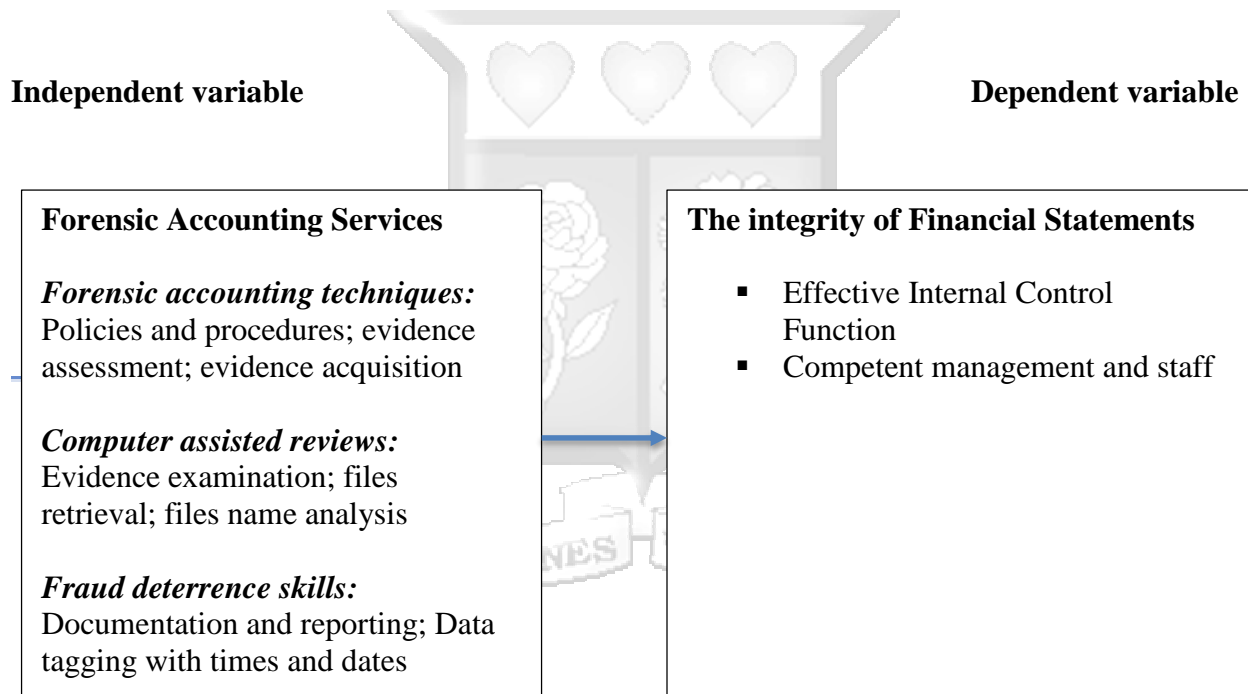 Independent variable
Dependent variable
Forensic Accounting Services
Forensic accounting techniques:
Policies and procedures; evidence
assessment; evidence acquisition
Computer assisted reviews:
Evidence examination; files
retrieval; files name analysis
Fraud deterrence skills:
Documentation and reporting; Data
tagging with times and dates
The integrity of Financial Statements
▪ Effective Internal Control
Function
▪ Competent management and staff